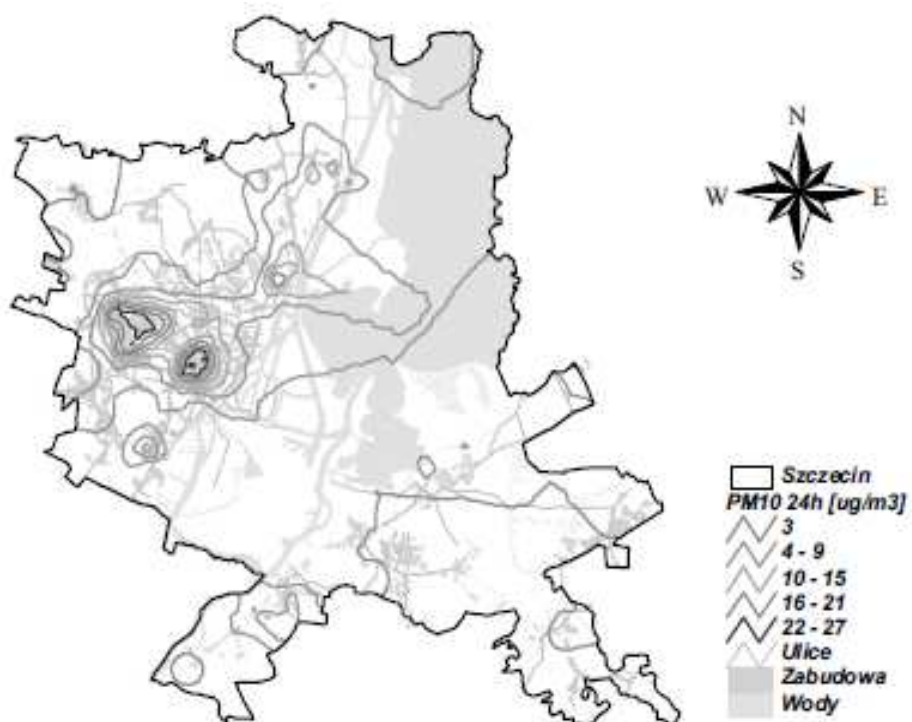 N
W E
S
Szczecin
PM10 24h [ug/m3]
3
4 - 9
10 - 15
16 - 21
22 - 27
Ulice
Zabudowa
Wody